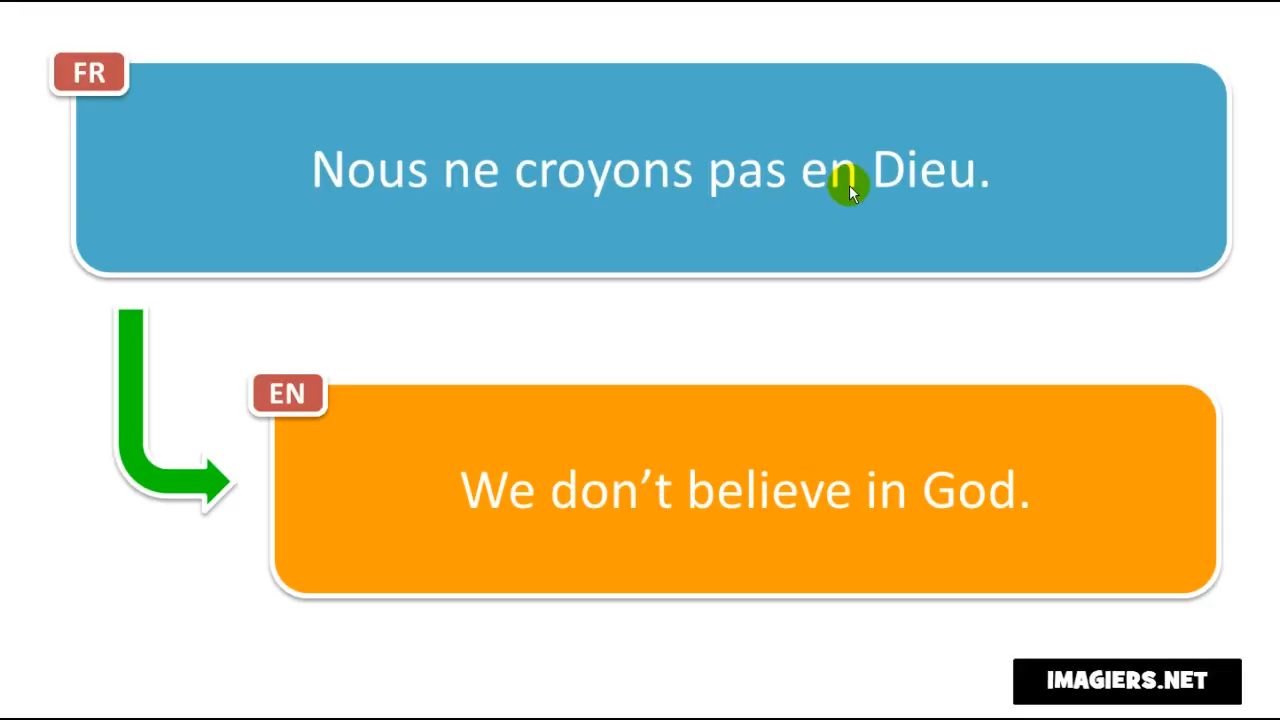 FR
Nous ne croyons pas en Dieu.
EN
We don’t believe in God.
IMAGIERS.NET